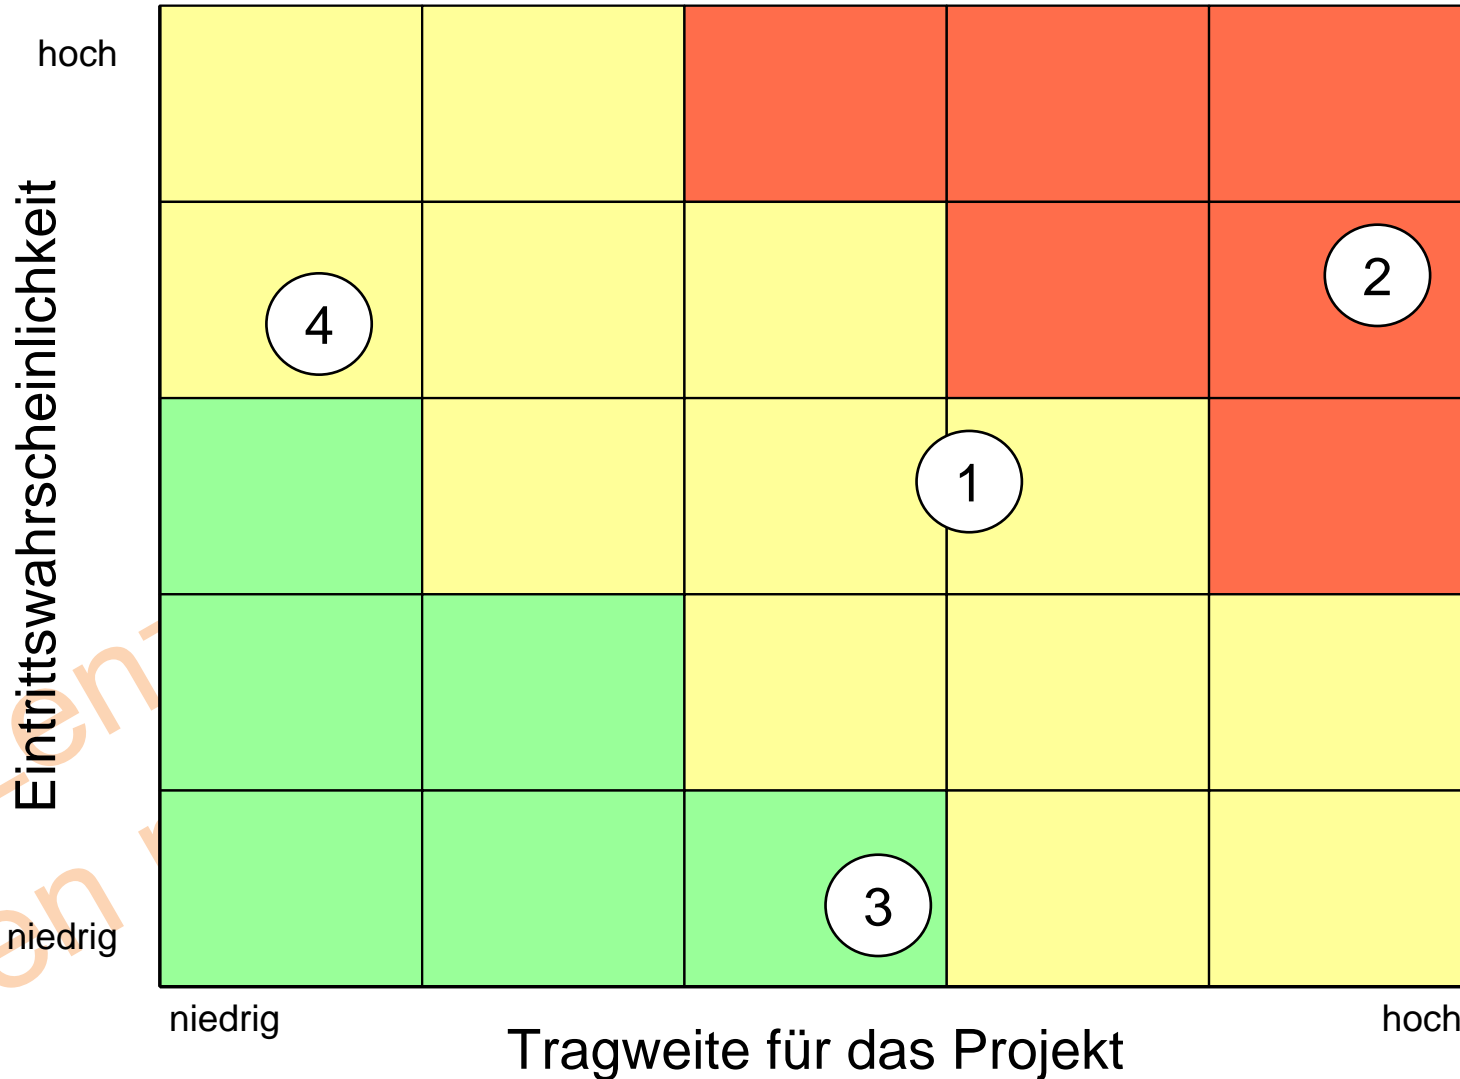 hoch
Eintrittswahrscheinlichkeit
2
4
1
3
niedrig
niedrig
hoch
Tragweite für das Projekt